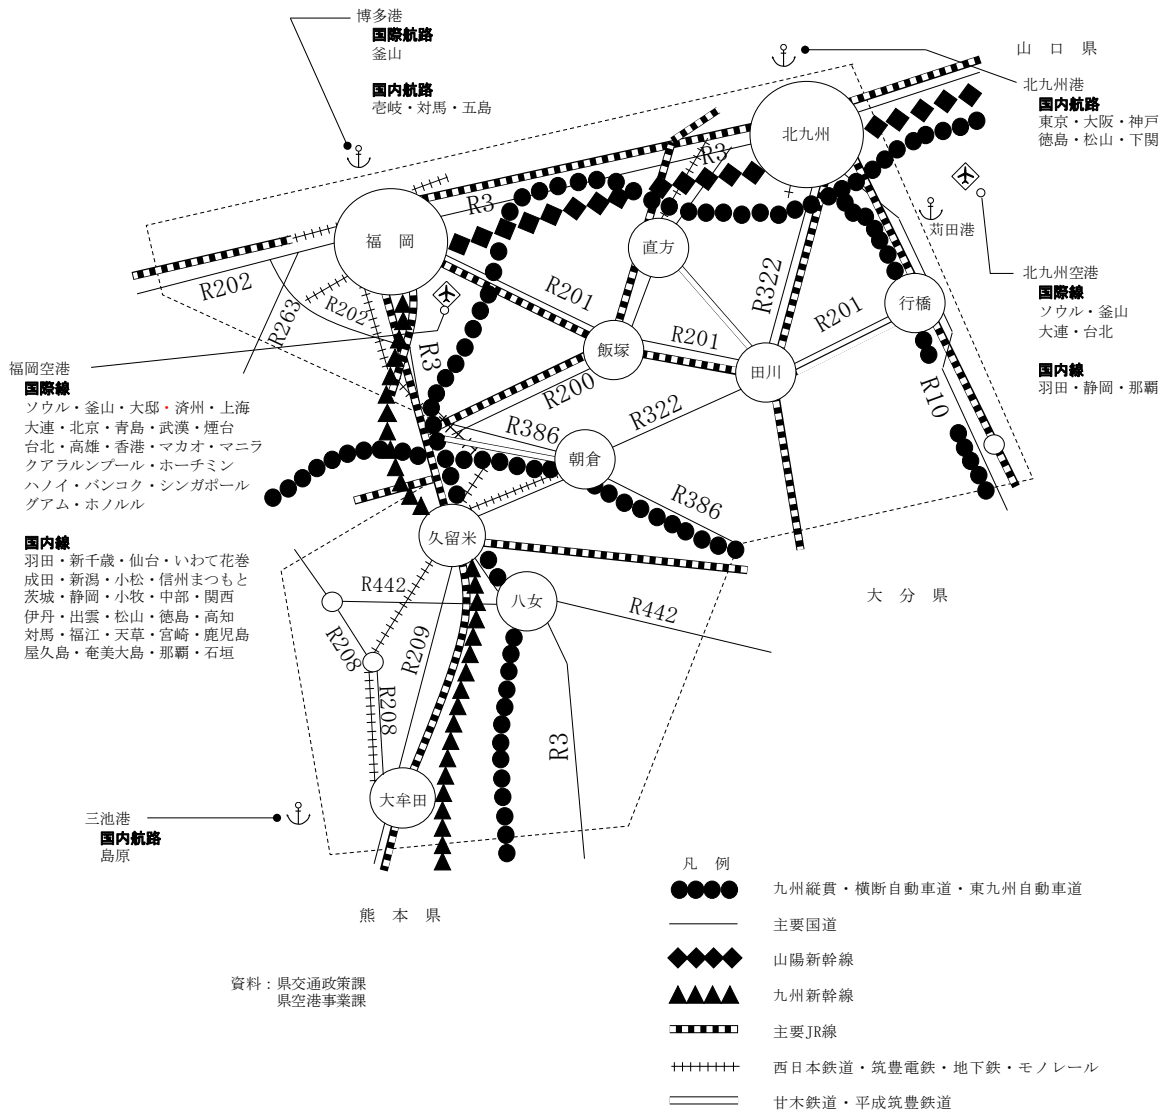 博多港
国際航路
釜山
国内航路
壱岐・対馬・五島
山 口 県
北九州港
国内航路
東京・大阪・神戸
徳島・松山・下関
北九州
R3
R3
福 岡
直方
苅田港
R202
R263
R202
R201
R322
R201
行橋
北九州空港
国際線
ソウル・釜山
大連・台北
国内線
羽田・静岡・那覇
R3
飯塚
R201
田川
R10
福岡空港
国際線
ソウル・釜山・大邱・済州・上海
大連・北京・青島・武漢・煙台
台北・高雄・香港・マカオ・マニラ
クアラルンプール・ホーチミン
ハノイ・バンコク・シンガポール
グアム・ホノルル
国内線
羽田・新千歳・仙台・いわて花巻
成田・新潟・小松・信州まつもと
茨城・静岡・小牧・中部・関西
伊丹・出雲・松山・徳島・高知
対馬・福江・天草・宮崎・鹿児島
屋久島・奄美大島・那覇・石垣
R200
R322
R386
朝倉
R386
久留米
R442
八女
R442
大 分 県
R208
R209
R208
R3
大牟田
三池港
国内航路
島原
熊 本 県
資料：県交通政策課
県空港事業課
凡 例
九州縦貫・横断自動車道・東九州自動車道
主要国道
山陽新幹線
九州新幹線
主要JR線
西日本鉄道・筑豊電鉄・地下鉄・モノレール
甘木鉄道・平成筑豊鉄道